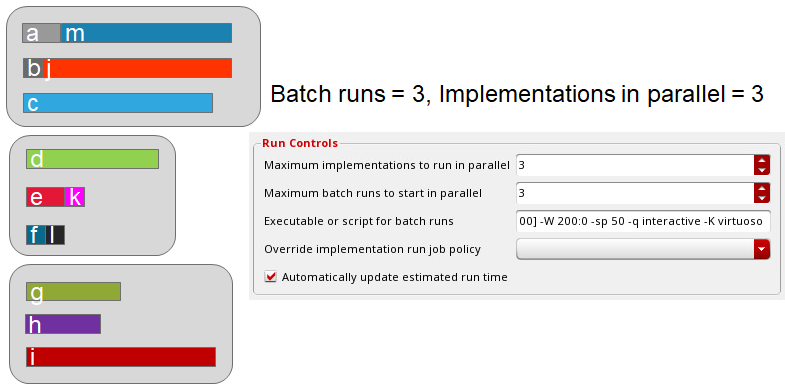 a m
b j
c
Batch runs = 3, Implementations in parallel = 3
d
e k
f l
g
h
i
Run Controls
Maximum implementations to run in parallel 3
Maximum batch runs to start in parallel 3
Executable or script for batch runs 00] -W 200:0 -sp 50 -q interactive -K virtuoso
Override implementation run job policy
Automatically update estimated run time